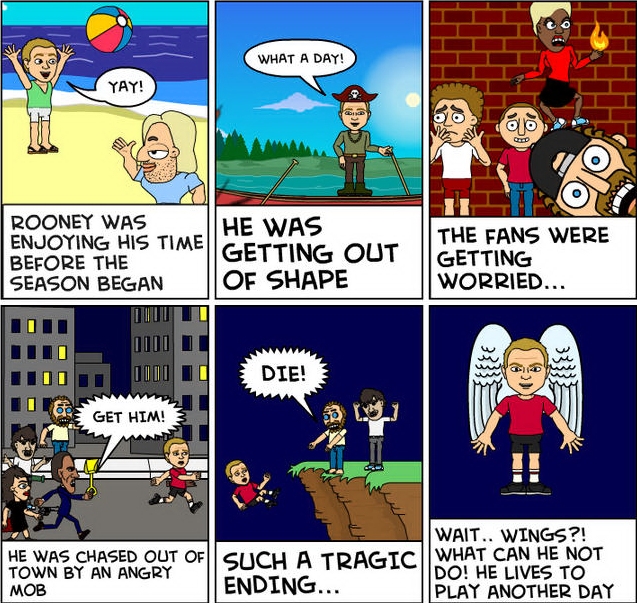 YAY!
ROONEY WAS
ENJOYING HIS TIME
BEFORE THE
SEASON BEGAN
WHAT A DAY!
HE WAS
GETTING OUT
OF SHAPE
THE FANS WERE
GETTING
WORRIED...
GET HIM!
HE WAS CHASED OUT OF
TOWN BY AN ANGRY
MOB
DIE!
SUCH A TRAGIC
ENDING...
WAIT.. WINGS?!
WHAT CAN HE NOT
DO! HE LIVES TO
PLAY ANOTHER DAY